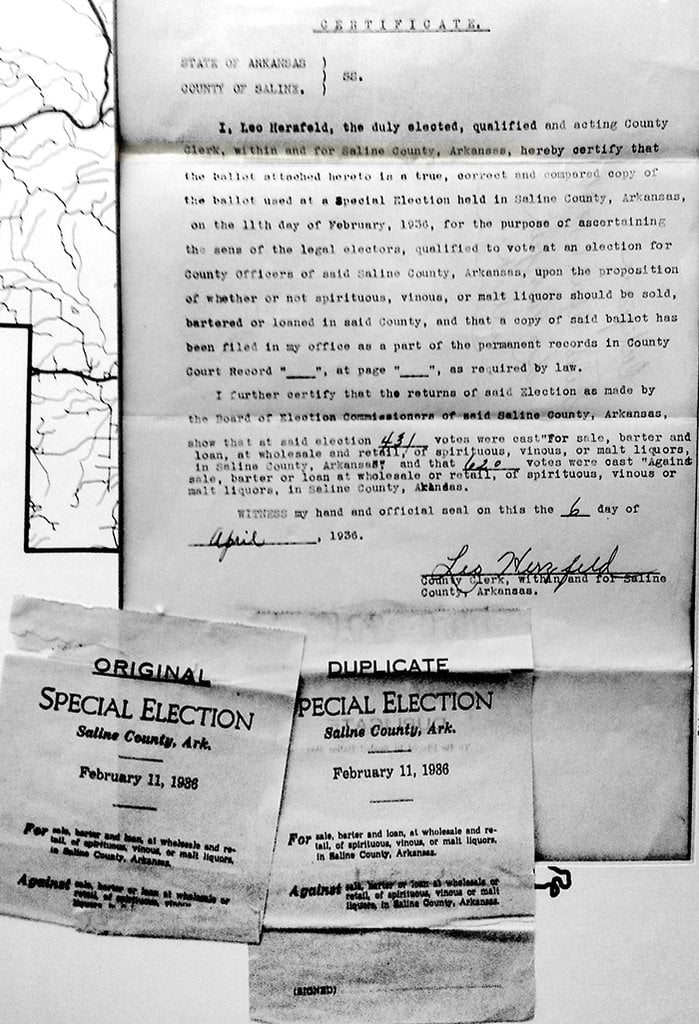 CERTIFICATE.
STATE OF ARKANSAS )
COUNTY OF SALINE. ) SS.
I, Leo Herzfeld, the duly elected, qualified and acting County
Clerk, within and for Saline County, Arkansas, hereby certify that
the ballot attached hereto is a true, correct and compared copy of
the ballot used at a Special Election held in Saline County, Arkansas,
on the 11th day of February, 1936, for the purpose of ascertaining
the sens of the legal electors, qualified to vote at an election for
County Officers of said Saline County, Arkansas, upon the proposition
of whether or not spirituous, vinous, or malt liquors should be sold,
bartered or loaned in said County, and that a copy of said ballot has
been filed in my office as a part of the permanent records in County
Court Record "____", at page "____", as required by law.
I further certify that the returns of said Election as made by
the Board of Election Commissioners of said Saline County, Arkansas,
show that at said election 431 votes were cast "For sale, barter and
loan, at wholesale and retail, of spirituous, vinous, or malt liquors,
in Saline County, Arkansas" and that 620 votes were cast "Against
sale, barter or loan at wholesale or retail, of spirituous, vinous or
malt liquors, in Saline County, Akandas.
WITNESS my hand and official seal on this the 6 day of
April, 1936.
Leo Herzfeld
County Clerk, within and for Saline
County, Arkansas.
ORIGINAL
SPECIAL ELECTION
Saline County, Ark.
February 11, 1936
For sale, barter and loan, at wholesale and re-
tail, of spirituous, vinous, or malt liquors,
in Saline County, Arkansas.
Against sale, barter or loan at wholesale or
retail, of spirituous, vinous
liquors
DUPLICATE
PECIAL ELECTION
Saline County, Ark.
February 11, 1936
For sale, barter and loan, at wholesale and re-
tail, of spirituous, vinous, or malt liquors,
in Saline County, Arkansas.
Against sale, barter or loan at wholesale or
retail, of spirituous, vinous or malt
liquors, in Saline County, Arkansas.
(SIGNED)